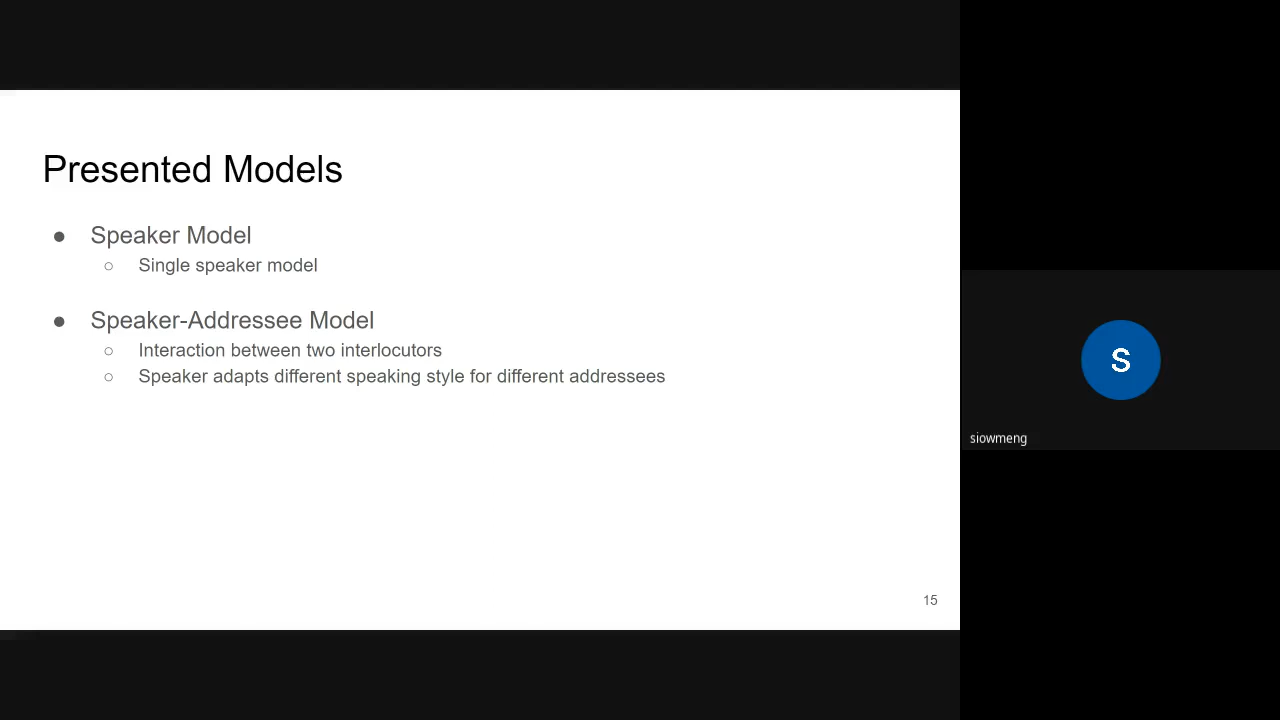 Presented Models
● Speaker Model
○ Single speaker model
● Speaker-Addressee Model
○ Interaction between two interlocutors
○ Speaker adapts different speaking style for different addressees
15
S
siowmeng